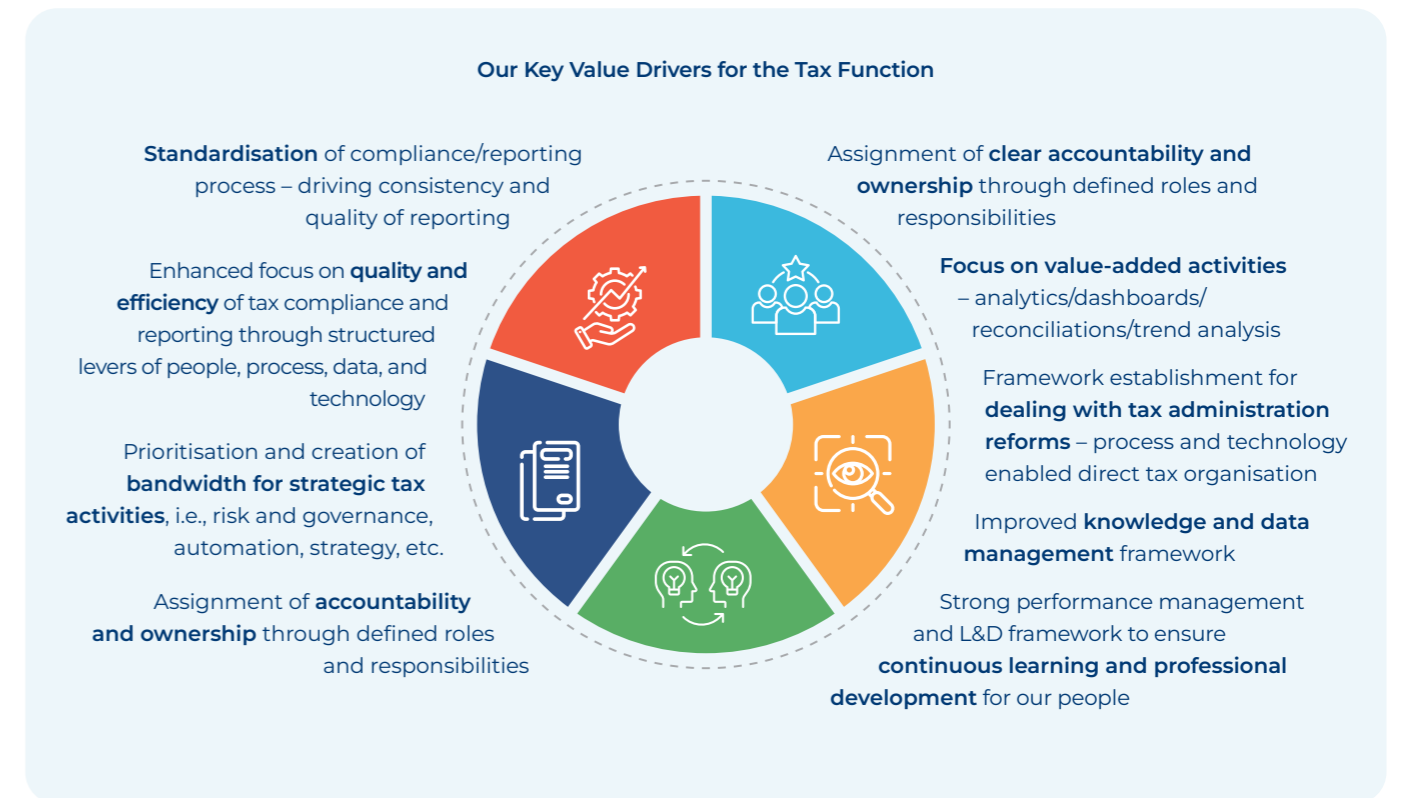 Our Key Value Drivers for the Tax Function
Standardisation of compliance/reporting
process – driving consistency and
quality of reporting
Enhanced focus on quality and
efficiency of tax compliance and
reporting through structured
levers of people, process, data, and
technology
Prioritisation and creation of
bandwidth for strategic tax
activities, i.e., risk and governance,
automation, strategy, etc.
Assignment of accountability
and ownership through defined roles
and responsibilities
Assignment of clear accountability and
ownership through defined roles and
responsibilities
Focus on value-added activities
– analytics/dashboards/
reconciliations/trend analysis
Framework establishment for
dealing with tax administration
reforms – process and technology
enabled direct tax organisation
Improved knowledge and data
management framework
Strong performance management
and L&D framework to ensure
continuous learning and professional
development for our people